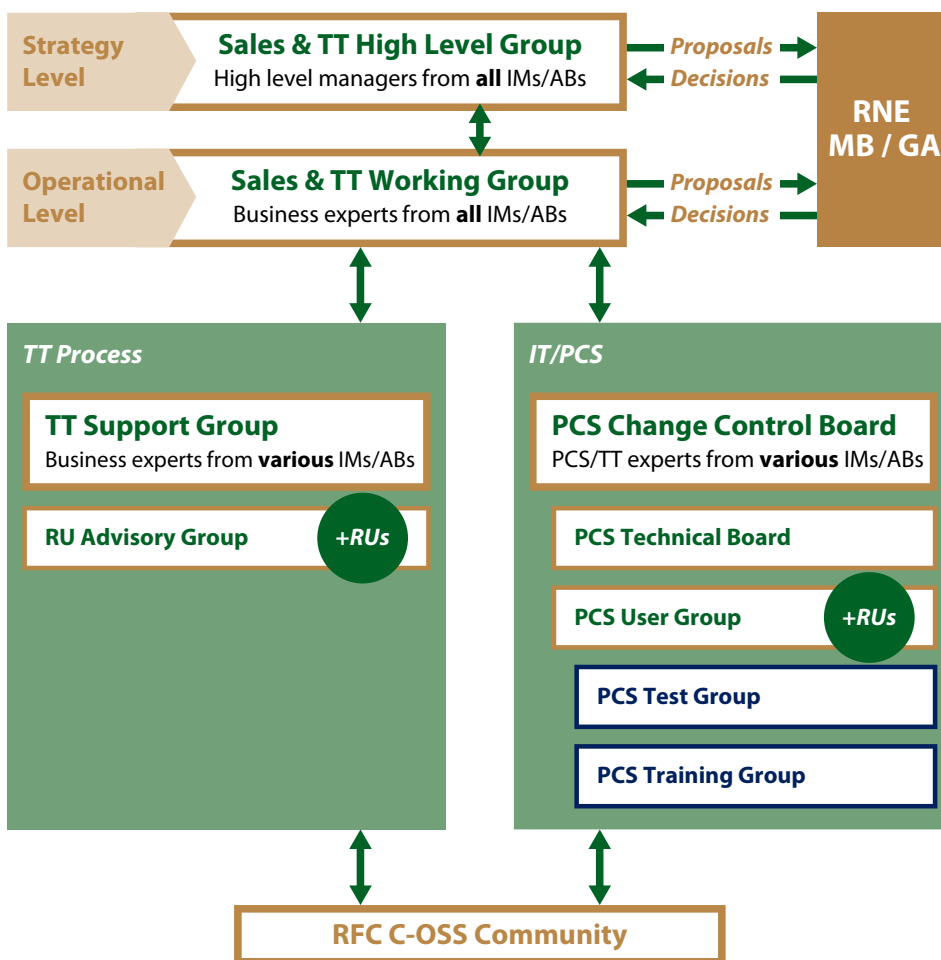 Strategy
Level
Sales & TT High Level Group
High level managers from all IMs/ABs
Proposals
Decisions
RNE
MB / GA
Operational
Level
Sales & TT Working Group
Business experts from all IMs/ABs
Proposals
Decisions
TT Process
TT Support Group
Business experts from various IMs/ABs
RU Advisory Group
+RUs
IT/PCS
PCS Change Control Board
PCS/TT experts from various IMs/ABs
PCS Technical Board
PCS User Group
+RUs
PCS Test Group
PCS Training Group
RFC C-OSS Community